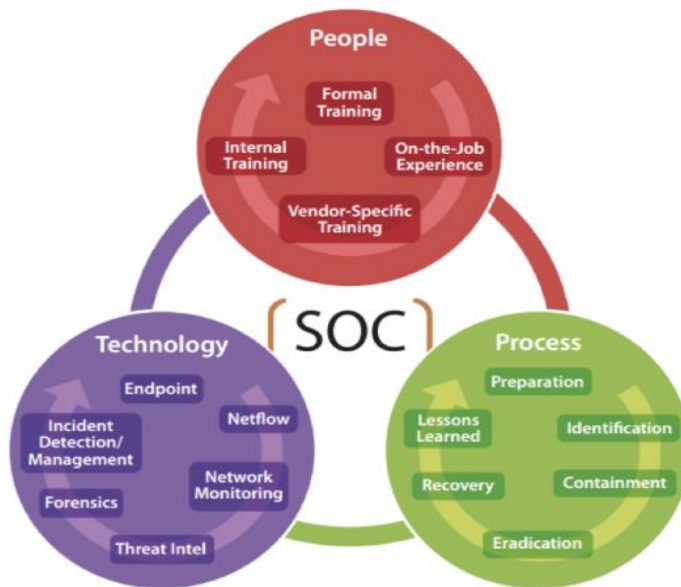 People
Formal
Training
On-the-Job
Experience
Vendor-Specific
Training
Internal
Training
[SOC]
Technology
Endpoint
Netflow
Network
Monitoring
Threat Intel
Forensics
Incident
Detection/
Management
Process
Preparation
Identification
Containment
Eradication
Recovery
Lessons
Learned